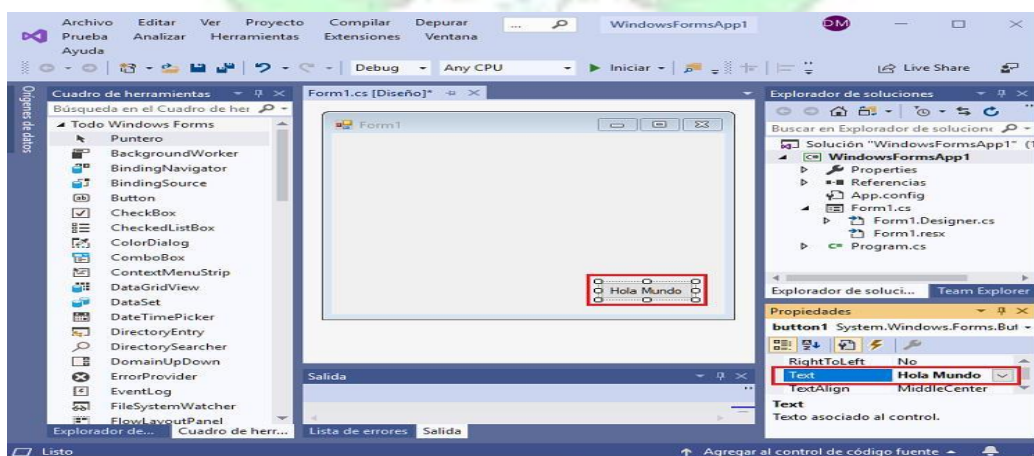 Archivo Editar Ver Proyecto Compilar Depurar ... WindowsFormsApp1 DM
Prueba Analizar Herramientas Extensiones Ventana
Ayuda
Debug Any CPU Iniciar Live Share
Orígenes de datos
Cuadro de herramientas
Búsqueda en el Cuadro de her
Todo Windows Forms
Puntero
BackgroundWorker
BindingNavigator
BindingSource
Button
CheckBox
CheckedListBox
ColorDialog
ComboBox
ContextMenuStrip
DataGridView
DataSet
DateTimePicker
DirectoryEntry
DirectorySearcher
DomainUpDown
ErrorProvider
EventLog
FileSystemWatcher
FlowLayoutPanel
Explorador de... Cuadro de herr...
Form1.cs [Diseño]*
Form1
Hola Mundo
Salida
Lista de errores Salida
Explorador de soluciones
Buscar en Explorador de solucione
Solución "WindowsFormsApp1" (1
WindowsFormsApp1
Properties
Referencias
App.config
Form1.cs
Form1.Designer.cs
Form1.resx
Program.cs
Explorador de soluci... Team Explorer
Propiedades
button1 System.Windows.Forms.But
RightToLeft No
Text Hola Mundo
TextAlign MiddleCenter
Text
Texto asociado al control.
Listo Agregar al control de código fuente